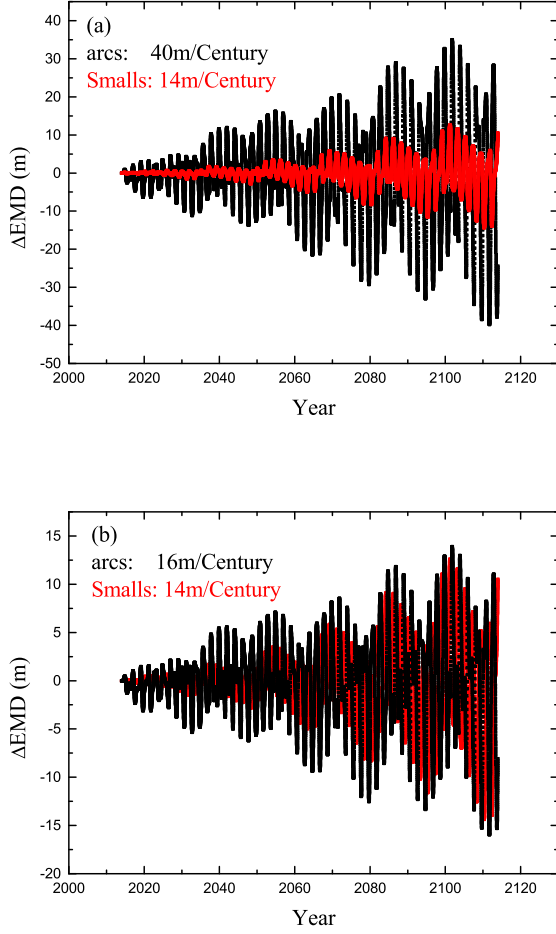 (a)
arcs: 40m/Century
Smalls: 14m/Century
40
30
20
10
0
-10
-20
-30
-40
-50
ΔEMD (m)
2000 2020 2040 2060 2080 2100 2120
Year
(b)
arcs: 16m/Century
Smalls: 14m/Century
15
10
5
0
-5
-10
-15
-20
ΔEMD (m)
2000 2020 2040 2060 2080 2100 2120
Year